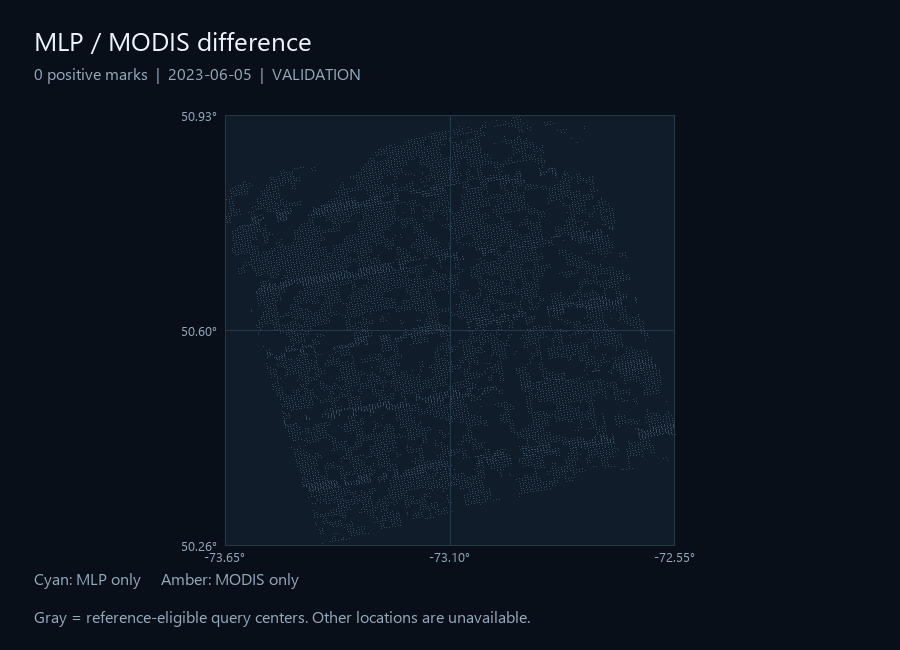 MLP / MODIS difference
0 positive marks | 2023-06-05 | VALIDATION
50.93°
50.60°
50.26°
-73.65° -73.10° -72.55°
Cyan: MLP only Amber: MODIS only
Gray = reference-eligible query centers. Other locations are unavailable.